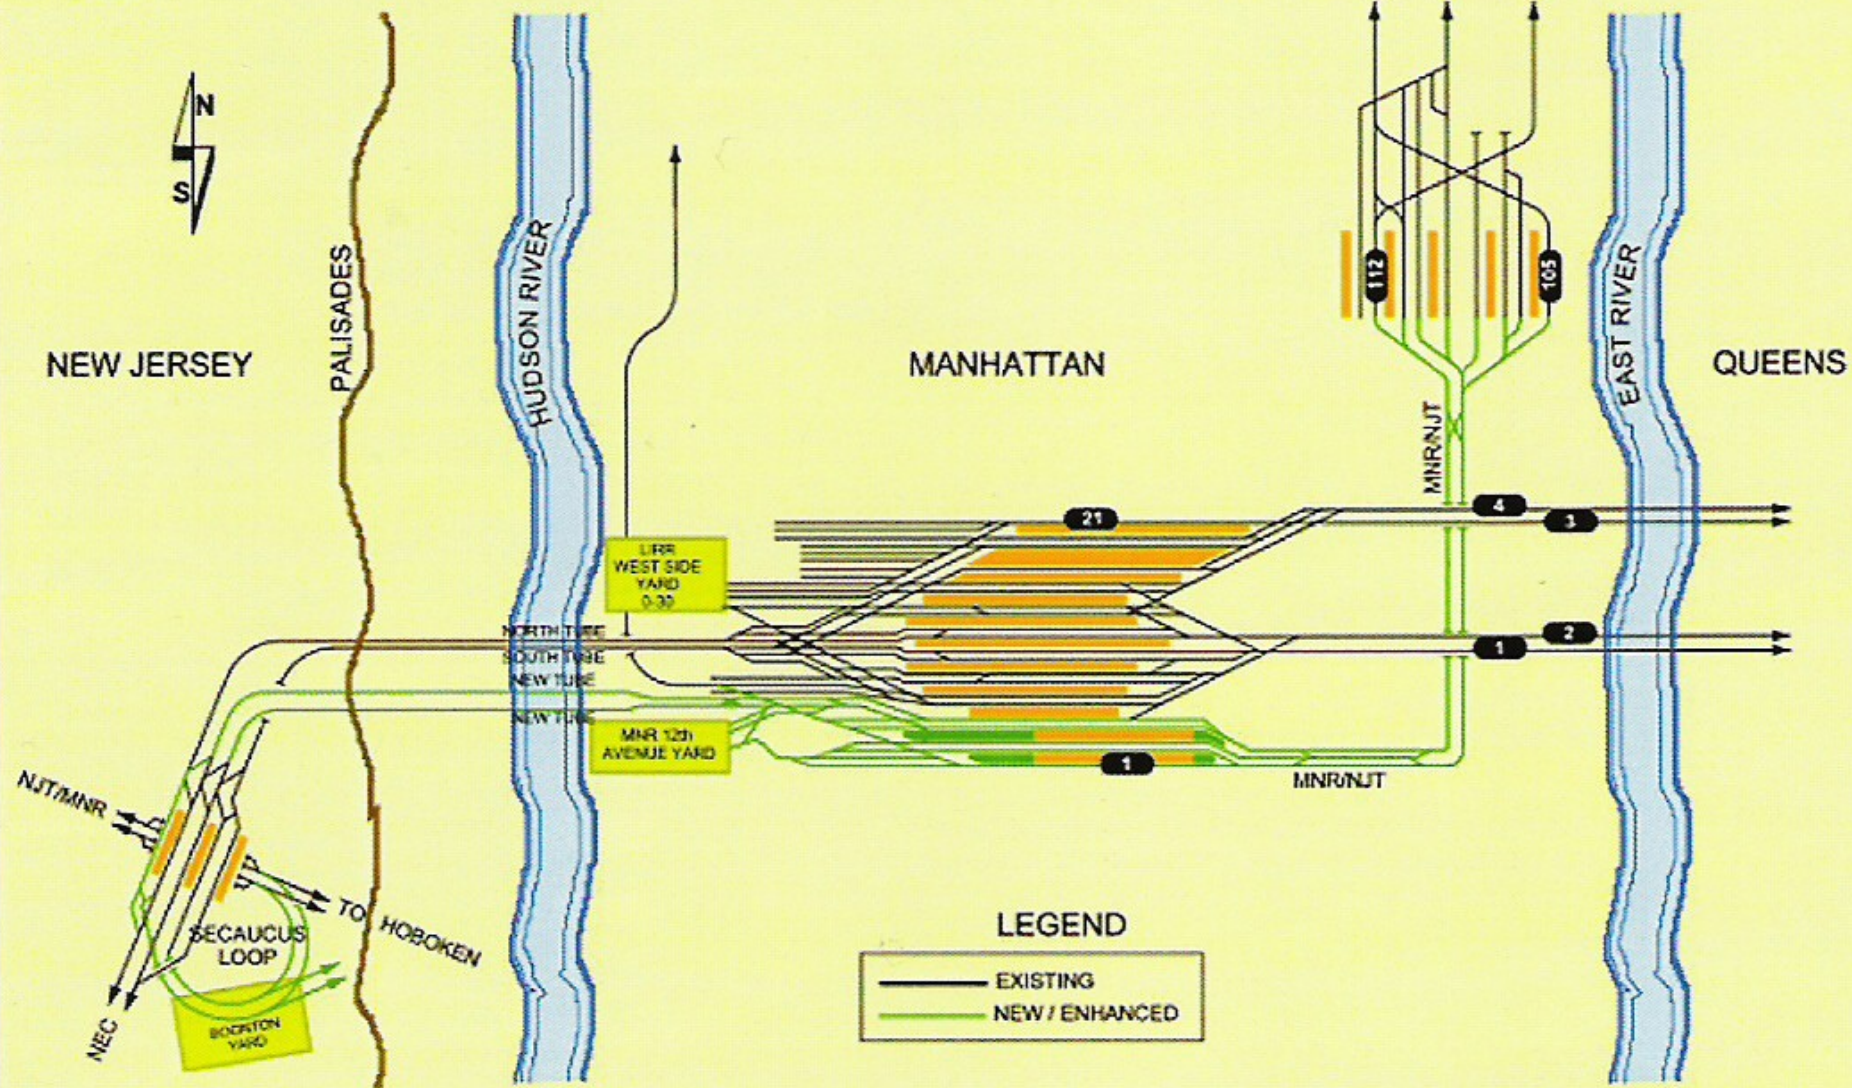 N
S
NEW JERSEY
PALISADES
HUDSON RIVER
MANHATTAN
112
105
EAST RIVER
QUEENS
MNR/NJT
4
3
21
LIRR
WEST SIDE
YARD
0-30
NORTH TUBE
SOUTH TUBE
NEW TUBE
NEW TUBE
2
1
MNR 12th
AVENUE YARD
1
MNR/NJT
NJT/MNR
TO HOBOKEN
SECAUCUS
LOOP
BOONTON
YARD
NEC
LEGEND
EXISTING
NEW / ENHANCED